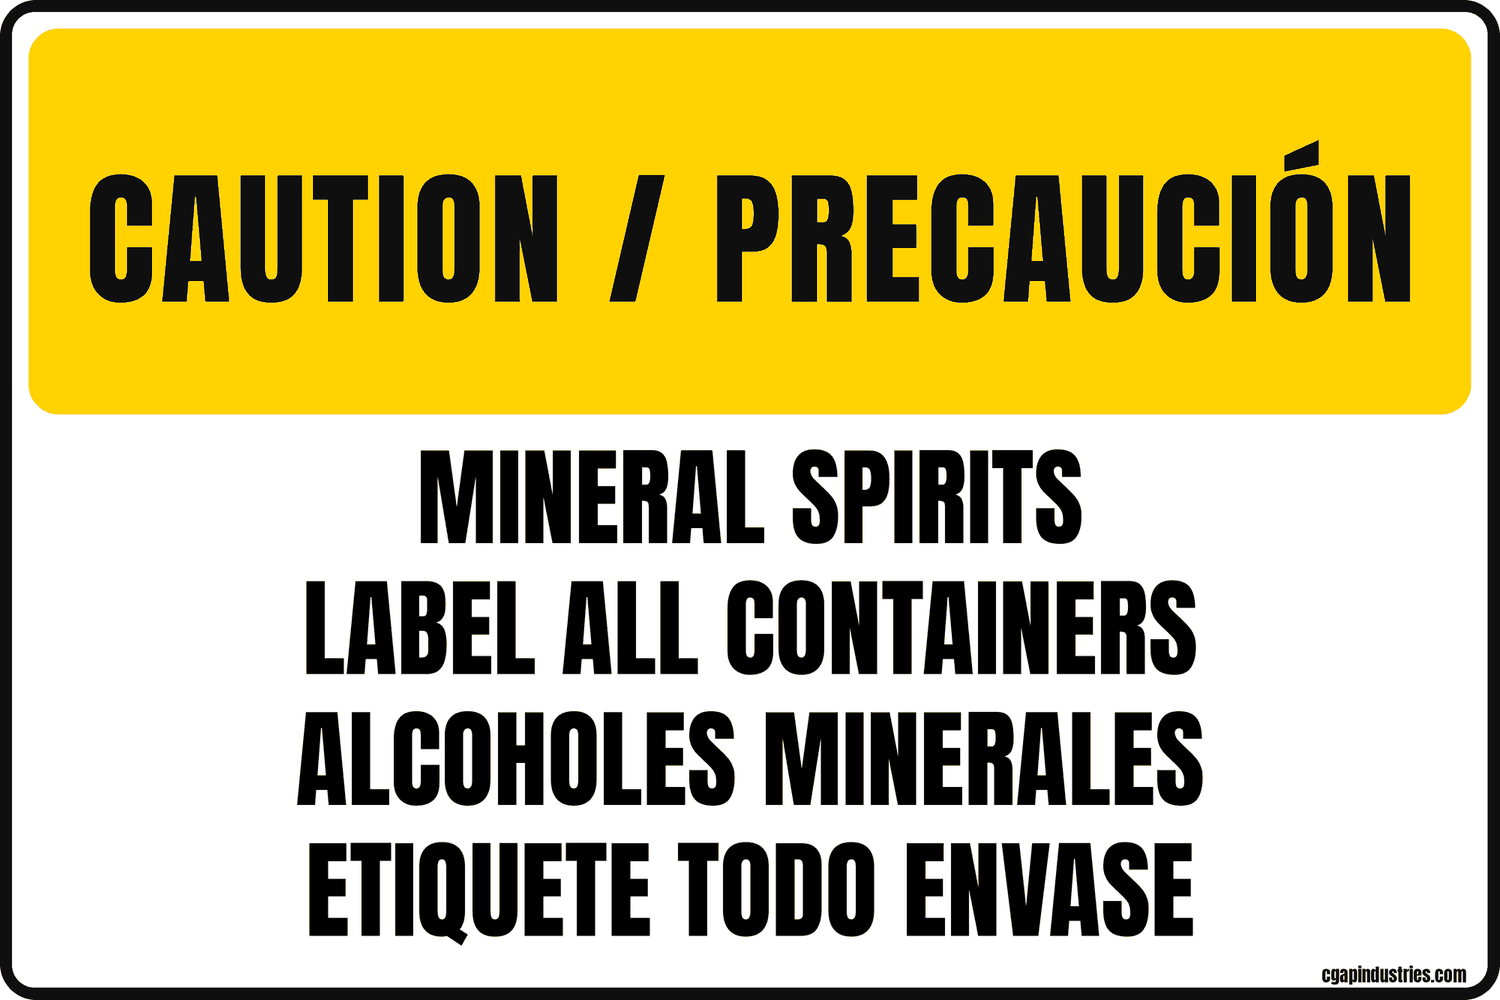 CAUTION / PRECAUCIÓN
MINERAL SPIRITS
LABEL ALL CONTAINERS
ALCOHOLES MINERALES
ETIQUETE TODO ENVASE
cgapindustries.com